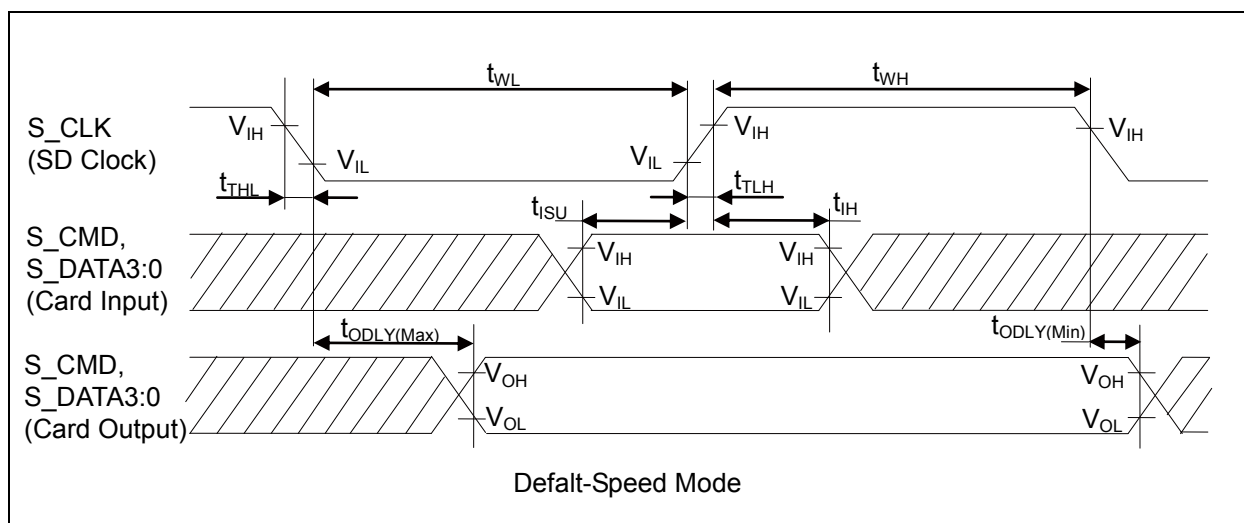 t_WL
t_WH
S_CLK
(SD Clock)
V_IH
V_IL
V_IL
V_IH
V_IH
t_THL
t_TLH
t_ISU
t_IH
S_CMD,
S_DATA3:0
(Card Input)
V_IH
V_IL
V_IH
V_IL
t_ODLY(Max)
t_ODLY(Min)
S_CMD,
S_DATA3:0
(Card Output)
V_OH
V_OL
V_OH
V_OL
Defalt-Speed Mode